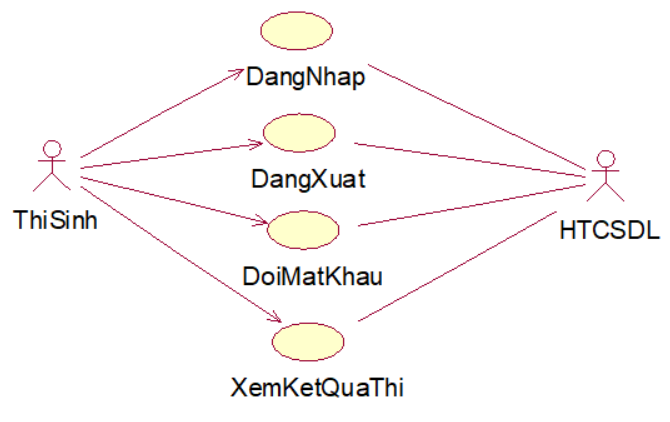 DangNhap
DangXuat
ThiSinh
HTCSDL
DoiMatKhau
XemKetQuaThi